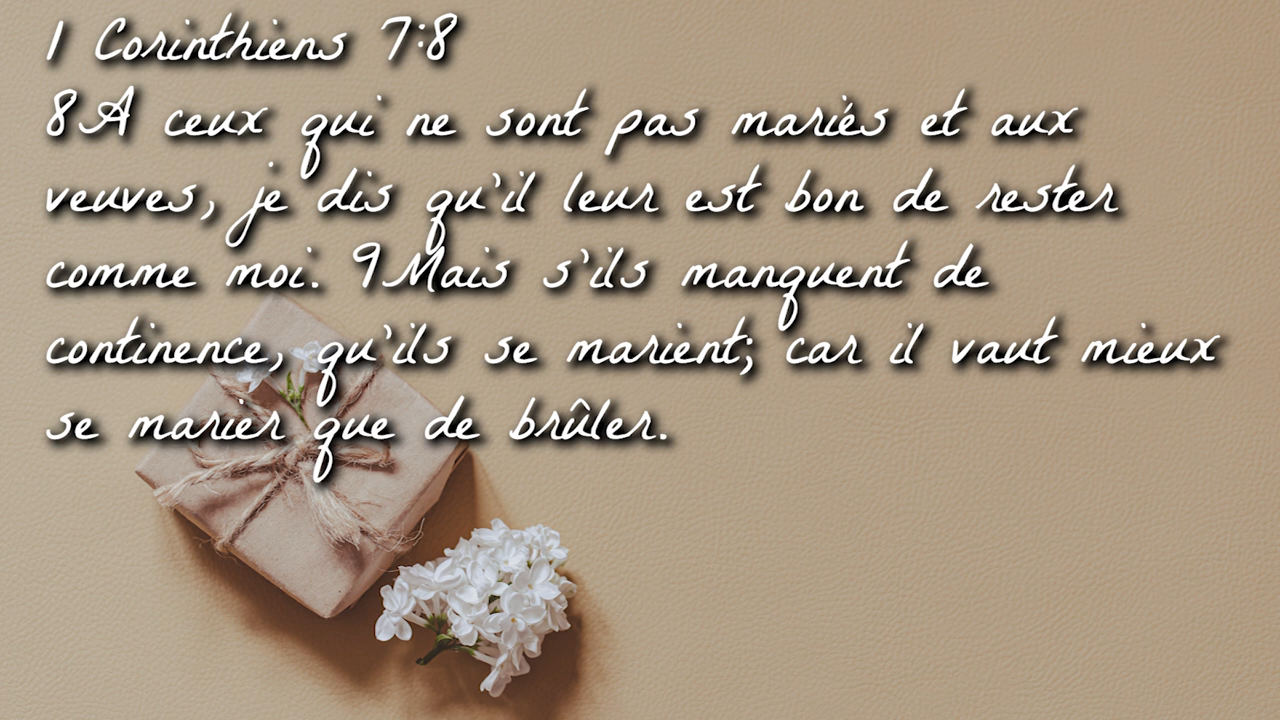 1 Corinthiens 7:8
8A ceux qui ne sont pas mariés et aux
veuves, je dis qu'il leur est bon de rester
comme moi. 9Mais s'ils manquent de
continence, qu'ils se marient; car il vaut mieux
se marier que de brûler.